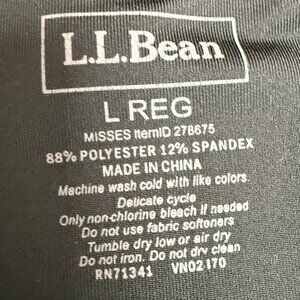 L.L.Bean
L REG
MISSES ItemID 278675
88% POLYESTER 12% SPANDEX
MADE IN CHINA
Machine wash cold with like colors.
Delicate cycle
Only non-chlorine bleach if needed
Do not use fabric softeners
Tumble dry low or air dry
Do not iron. Do not dry clean
RN71341 VN02170